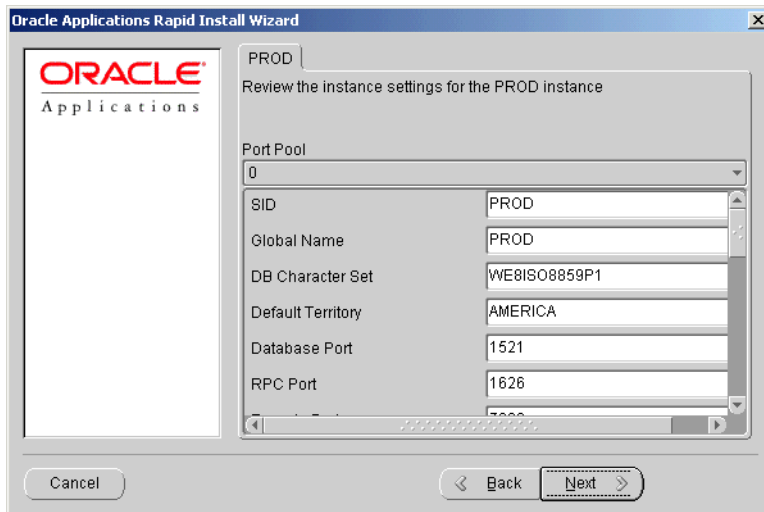 Oracle Applications Rapid Install Wizard
ORACLE
Applications
PROD
Review the instance settings for the PROD instance
Port Pool
0
SID PROD
Global Name PROD
DB Character Set WE8ISO8859P1
Default Territory AMERICA
Database Port 1521
RPC Port 1626
Cancel Back Next